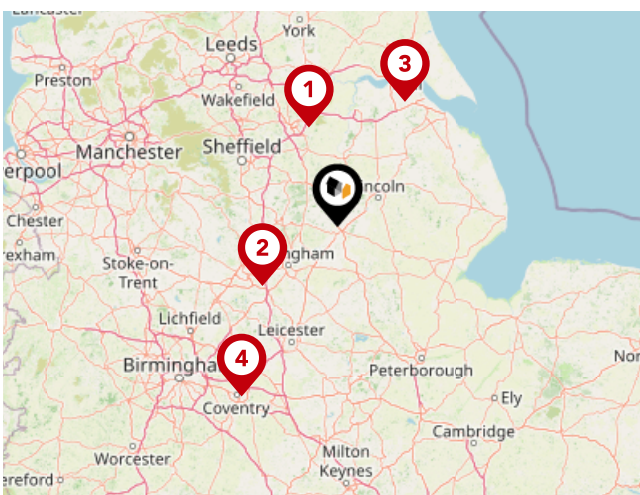 Lancaster
York
Leeds
Preston
3
1
Wakefield
Manchester
Sheffield
erpool
ncoln
Chester
2
rexham
Stoke-on-
Trent
ngham
Lichfield
Leicester
4
Birmingha
Peterborough
Nor
Coventry
Ely
Cambridge
Worcester
Milton
Keynes
ereford